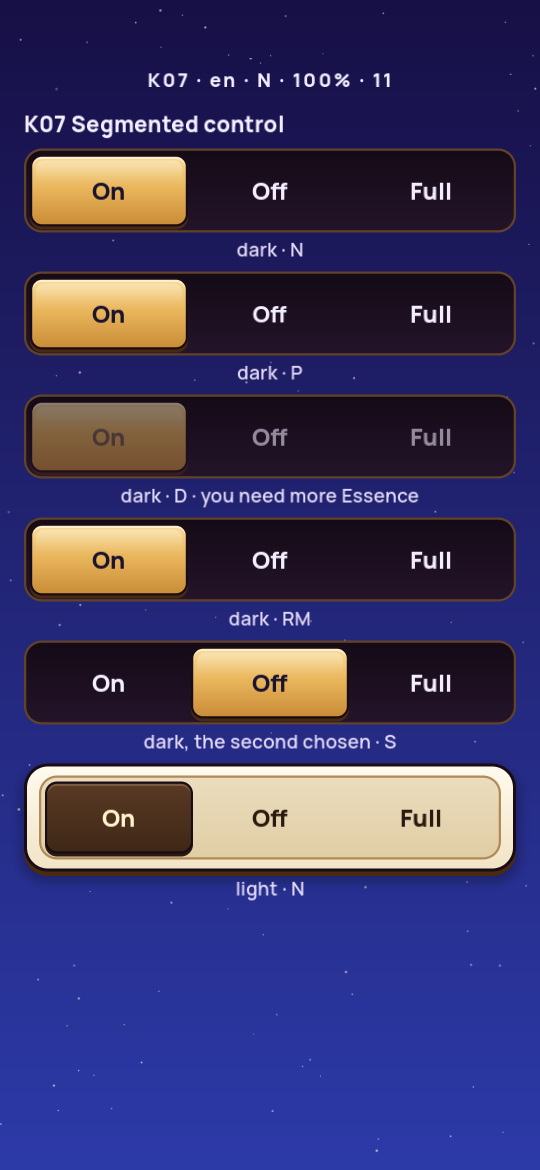 K07 · en · N · 100% · 11
K07 Segmented control
On Off Full
dark · N
On Off Full
dark · P
On Off Full
dark · D · you need more Essence
On Off Full
dark · RM
On Off Full
dark, the second chosen · S
On Off Full
light · N